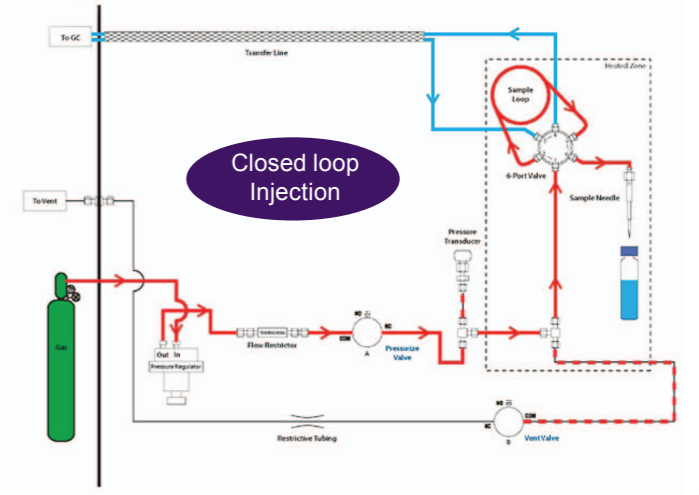 To GC
Transfer Line
Heated Zone
Sample
Loop
Closed loop
Injection
6-Port Valve
Sample Needle
To Vent
Pressure
Transducer
Gas
NO
NC
COM
Out In
Flow Restrictor
A
Pressurize
Valve
Pressure Regulator
NO
COM
NC
Restrictive Tubing
B
Vent Valve